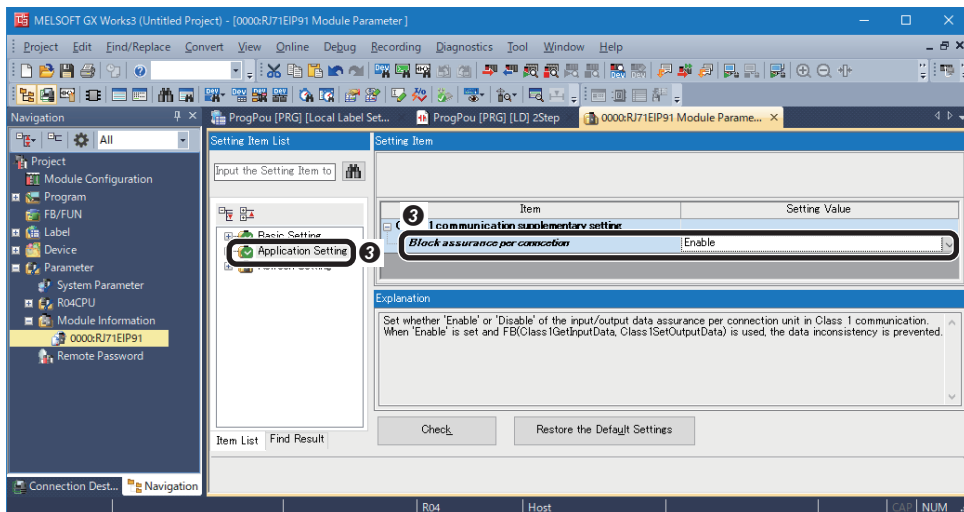 MELSOFT GX Works3 (Untitled Project) - [0000:RJ71EIP91 Module Parameter]
Project Edit Find/Replace Convert View Online Debug Recording Diagnostics Tool Window Help
Navigation
ProgPou [PRG] [Local Label Set...
ProgPou [PRG] [LD] 2Step
0000:RJ71EIP91 Module Parame...
All
Project
Module Configuration
Program
FB/FUN
Label
Device
Parameter
System Parameter
R04CPU
Module Information
0000:RJ71EIP91
Remote Password
Connection Dest... Navigation
Setting Item List
Input the Setting Item to
Basic Setting
Application Setting
3
Refresh Setting
Item List Find Result
Setting Item
Item Setting Value
3
1 communication supplementary setting
Block assurance per conncetion Enable
Explanation
Set whether 'Enable' or 'Disable' of the input/output data assurance per connection unit in Class 1 communication.
When 'Enable' is set and FB(Class1GetInputData, Class1SetOutputData) is used, the data inconsistency is prevented.
Check Restore the Default Settings
R04 Host CAP NUM